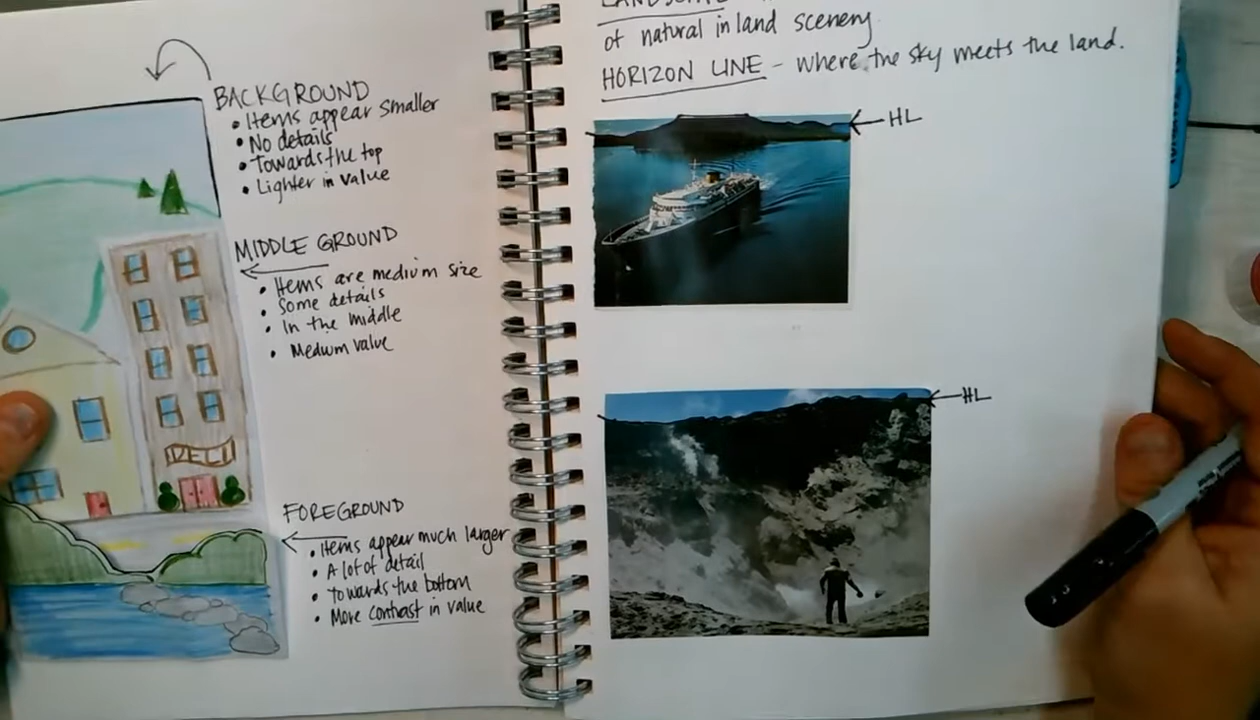 BACKGROUND
• Items appear smaller
• No details
• Towards the top
• Lighter in value
MIDDLE GROUND
• Items are medium size
• Some details
• In the middle
• Medium value
DELI
FOREGROUND
• Items appear much larger
• A lot of detail
• Towards the bottom
• More contrast in value
LANDSCAPE -
of natural inland scenery
HORIZON LINE - where the sky meets the land.
HL
HL